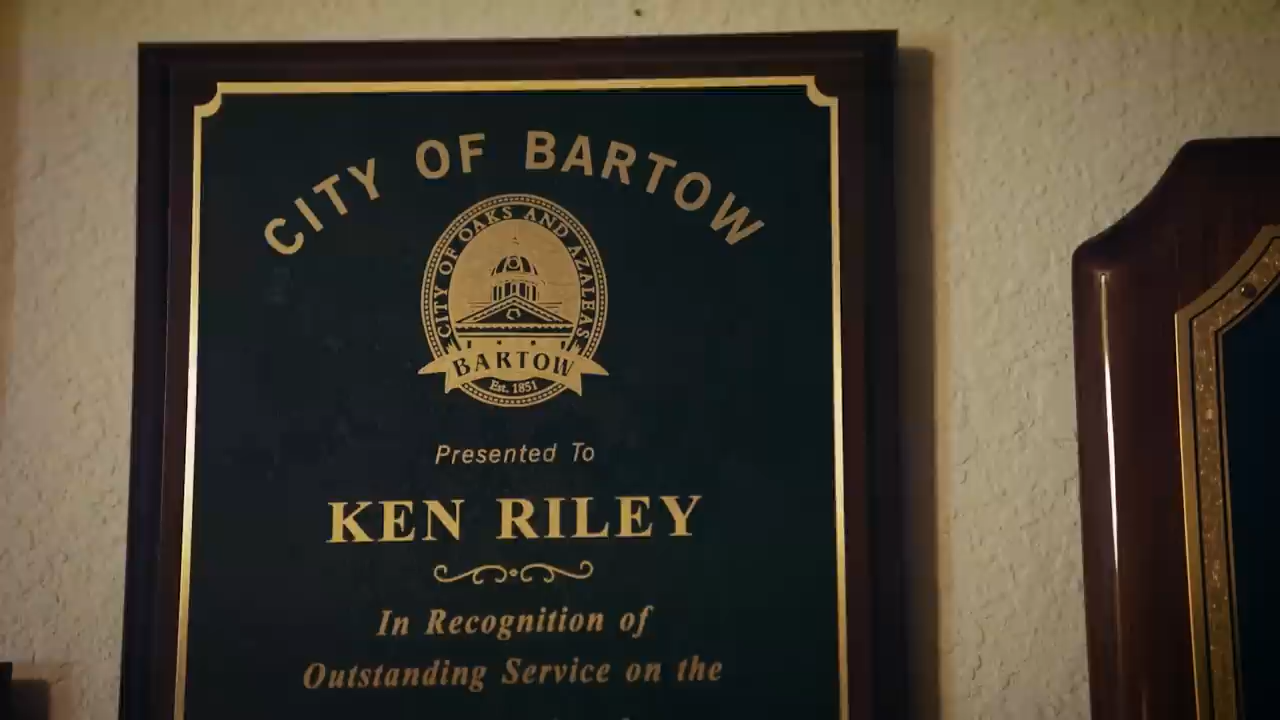 CITY OF BARTOW
CITY OF OAKS AND AZALEAS
BARTOW
Est. 1851
Presented To
KEN RILEY
In Recognition of
Outstanding Service on the